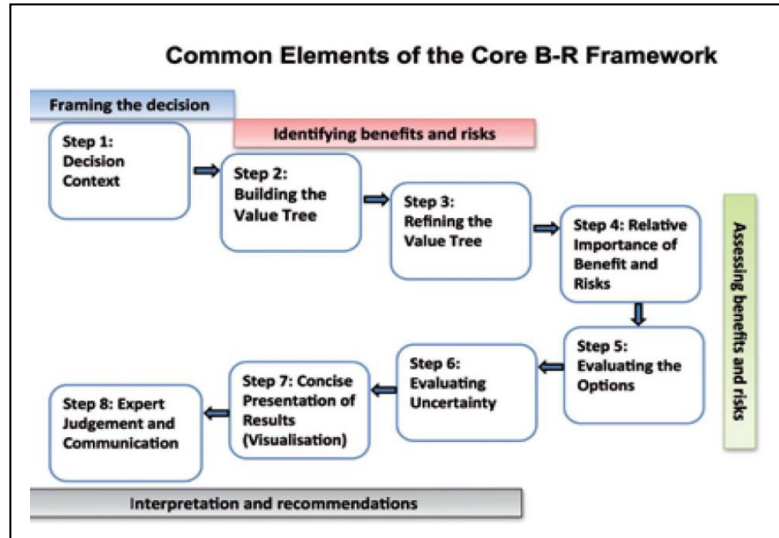 Common Elements of the Core B-R Framework
Framing the decision
Step 1:
Decision
Context
Identifying benefits and risks
Step 2:
Building the
Value Tree
Step 3:
Refining the
Value Tree
Step 4: Relative
Importance of
Benefit and
Risks
Assessing benefits and risks
Step 5:
Evaluating the
Options
Step 6:
Evaluating
Uncertainty
Step 7: Concise
Presentation of
Results
(Visualisation)
Step 8: Expert
Judgement and
Communication
Interpretation and recommendations